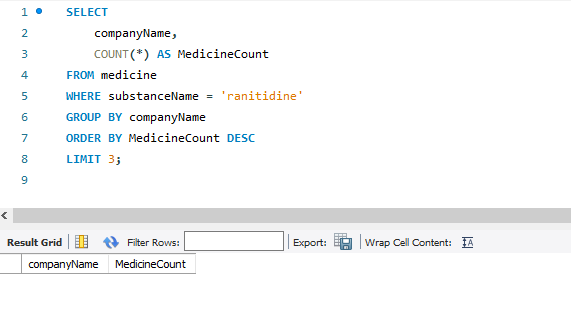 1 SELECT
2 companyName,
3 COUNT(*) AS MedicineCount
4 FROM medicine
5 WHERE substanceName = 'ranitidine'
6 GROUP BY companyName
7 ORDER BY MedicineCount DESC
8 LIMIT 3;
9
Result Grid Filter Rows: Export: Wrap Cell Content: IA
companyName MedicineCount